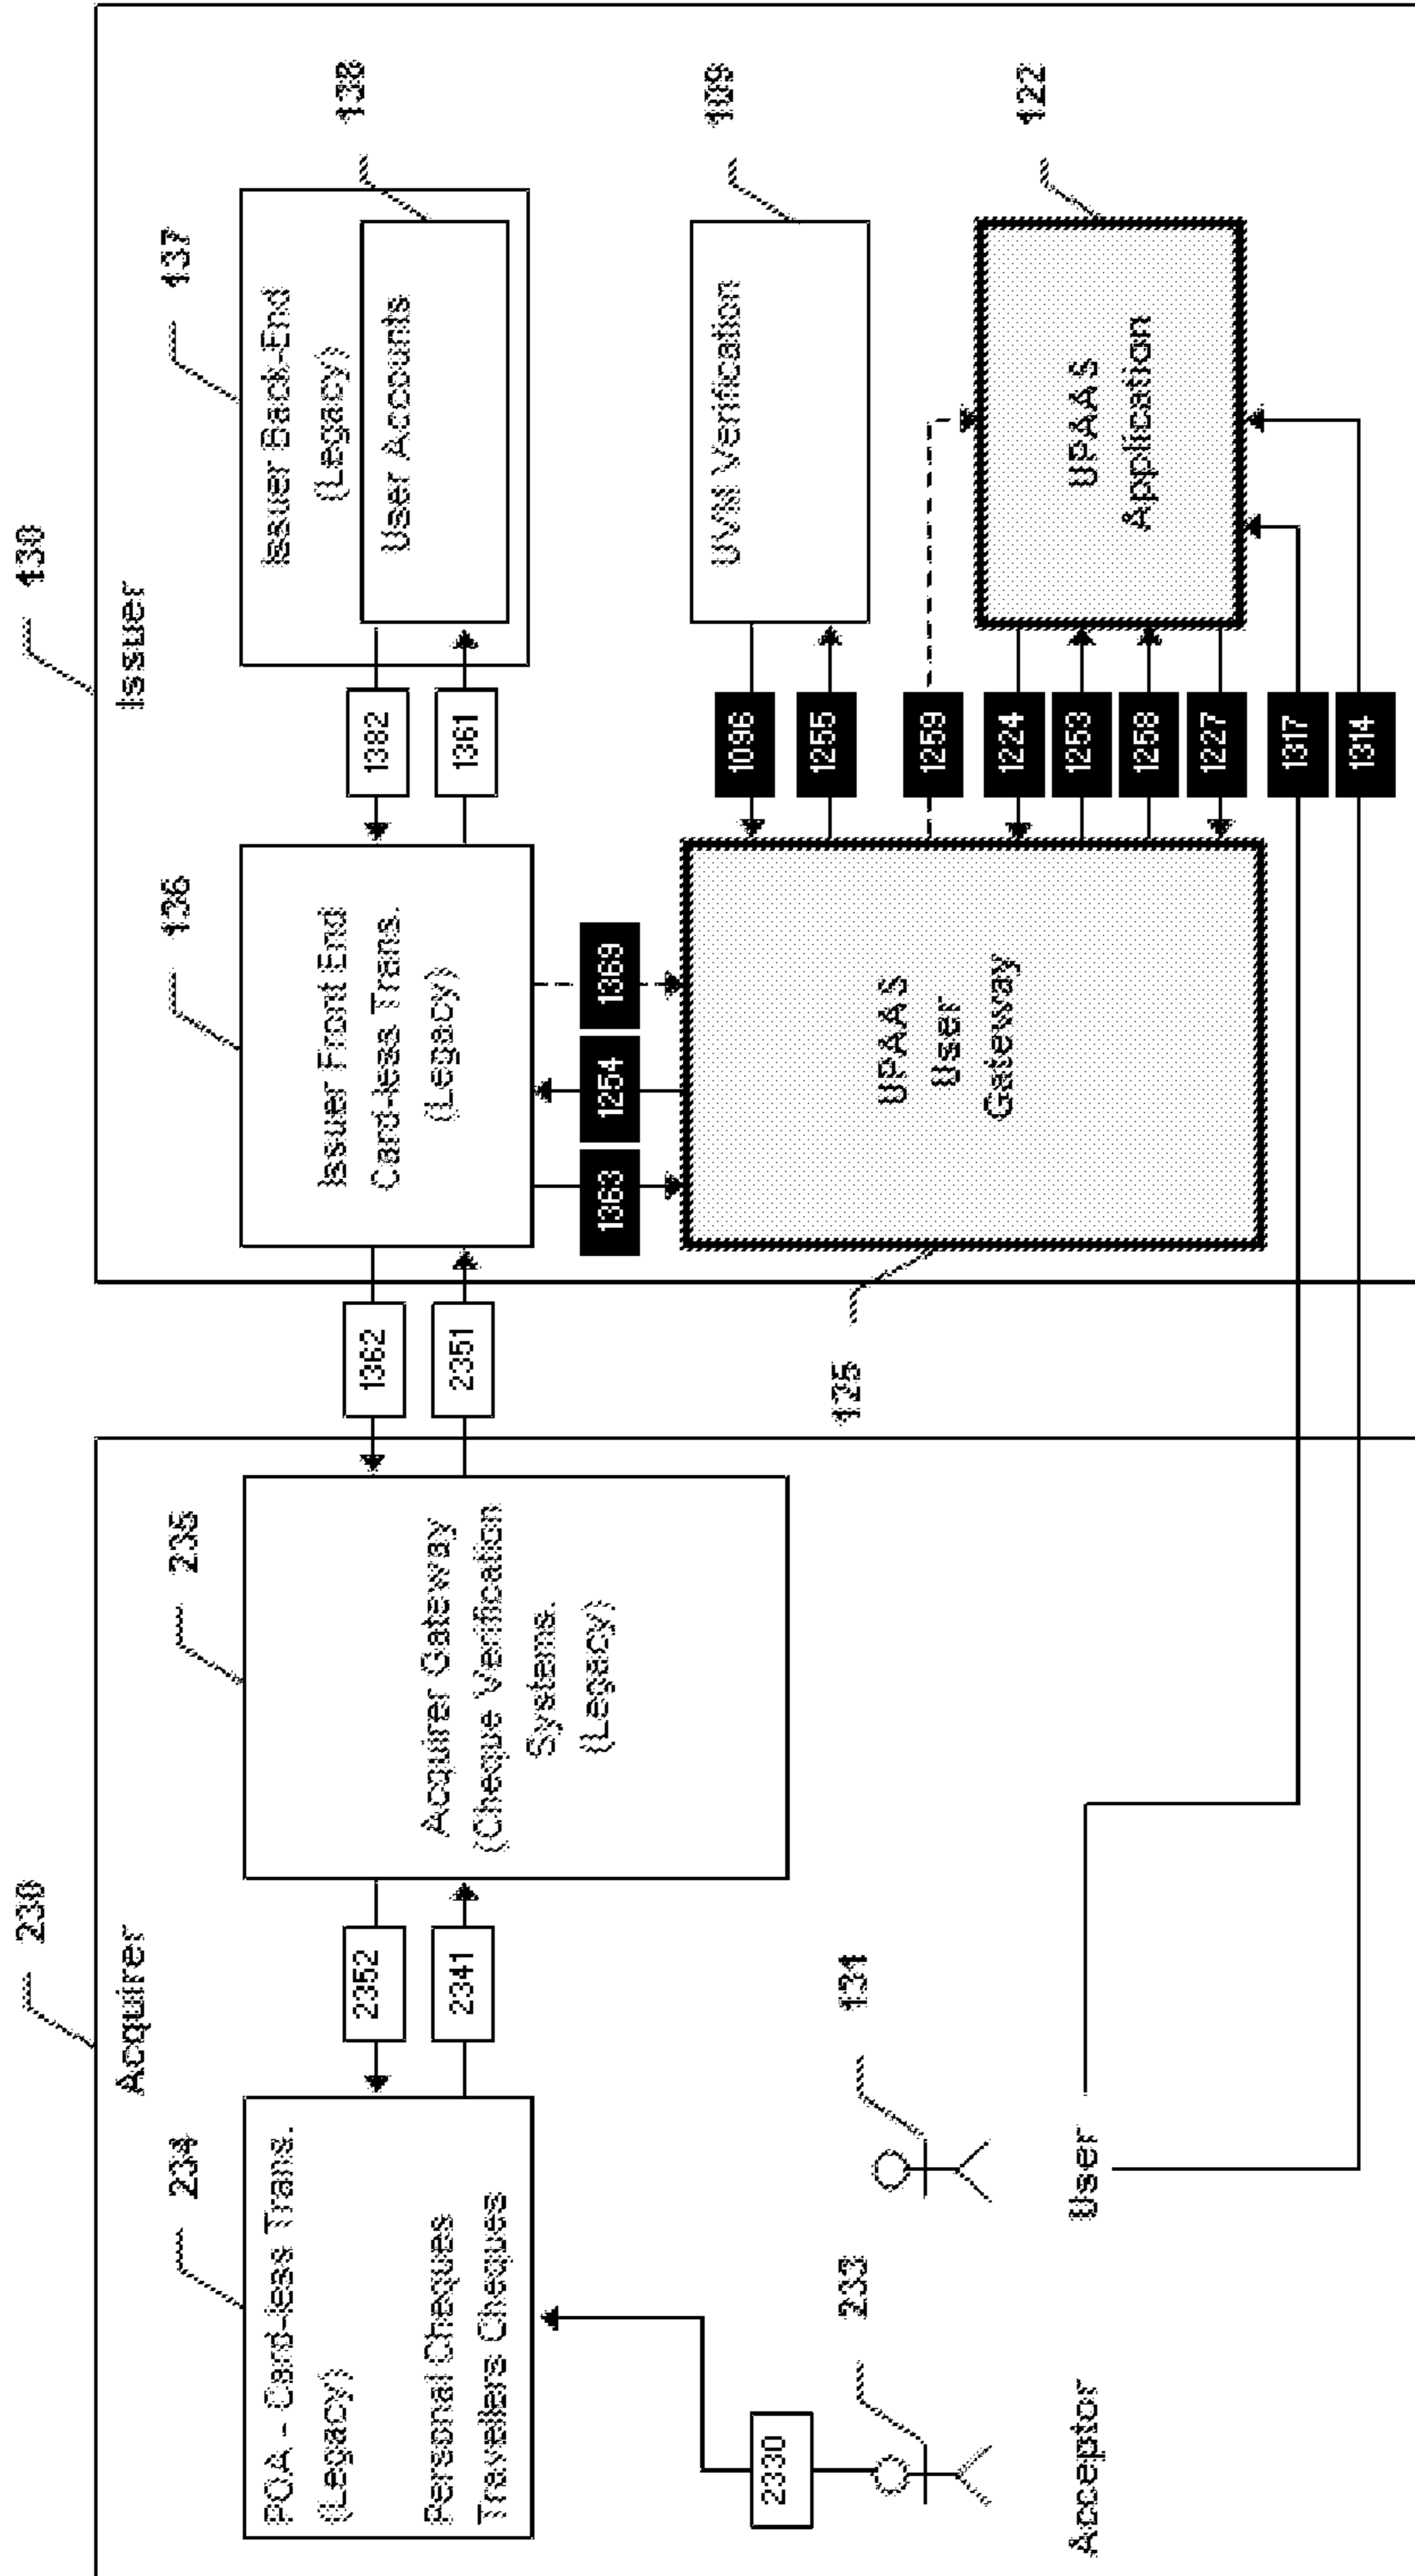 230
Acquirer
130
Issuer
234
POA - Card-less Trans.
(Legacy)
Personal Cheques
Travellers Cheques
2352
2341
235
Acquirer Gateway
(Cheque Verification
Systems.
(Legacy)
1362
2351
136
Issuer Front End
Card-less Trans.
(Legacy)
1382
1361
137
Issuer Back-End
(Legacy)
User Accounts
138
1363
1254
1369
2330
233
Acceptor
131
User
125
UPAAS
User
Gateway
1096
1255
1259
1224
1253
1258
1227
1317
1314
UVM Verification
109
UPAAS
Application
122